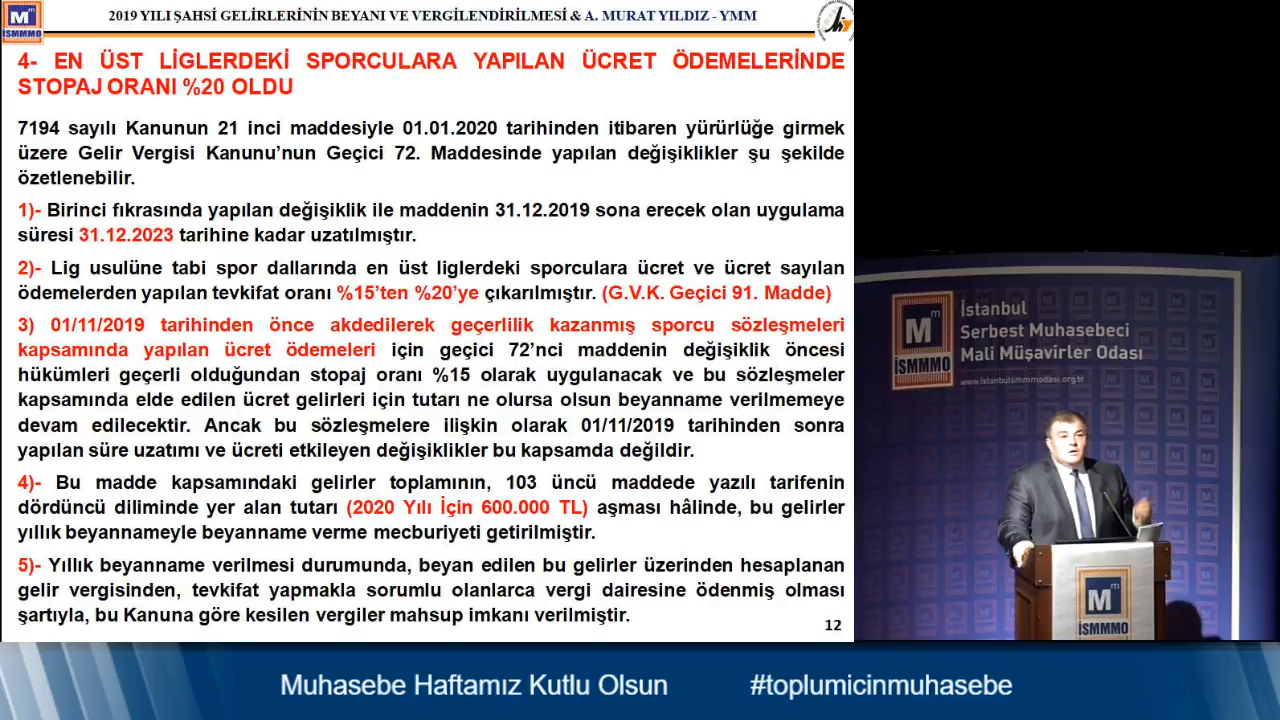 2019 YILI ŞAHSİ GELİRLERİNİN BEYANI VE VERGİLENDİRİLMESİ & A. MURAT YILDIZ - YMM
M m
İSMMMO
4- EN ÜST LİGLERDEKİ SPORCULARA YAPILAN ÜCRET ÖDEMELERİNDE
STOPAJ ORANI %20 OLDU
7194 sayılı Kanunun 21 inci maddesiyle 01.01.2020 tarihinden itibaren yürürlüğe girmek
üzere Gelir Vergisi Kanunu’nun Geçici 72. Maddesinde yapılan değişiklikler şu şekilde
özetlenebilir.
1)- Birinci fıkrasında yapılan değişiklik ile maddenin 31.12.2019 sona erecek olan uygulama
süresi 31.12.2023 tarihine kadar uzatılmıştır.
2)- Lig usulüne tabi spor dallarında en üst liglerdeki sporculara ücret ve ücret sayılan
ödemelerden yapılan tevkifat oranı %15’ten %20’ye çıkarılmıştır. (G.V.K. Geçici 91. Madde)
3) 01/11/2019 tarihinden önce akdedilerek geçerlilik kazanmış sporcu sözleşmeleri
kapsamında yapılan ücret ödemeleri için geçici 72’nci maddenin değişiklik öncesi
hükümleri geçerli olduğundan stopaj oranı %15 olarak uygulanacak ve bu sözleşmeler
kapsamında elde edilen ücret gelirleri için tutarı ne olursa olsun beyanname verilmemeye
devam edilecektir. Ancak bu sözleşmelere ilişkin olarak 01/11/2019 tarihinden sonra
yapılan süre uzatımı ve ücreti etkileyen değişiklikler bu kapsamda değildir.
4)- Bu madde kapsamındaki gelirler toplamının, 103 üncü maddede yazılı tarifenin
dördüncü diliminde yer alan tutarı (2020 Yılı İçin 600.000 TL) aşması hâlinde, bu gelirler
yıllık beyannameyle beyanname verme mecburiyeti getirilmiştir.
5)- Yıllık beyanname verilmesi durumunda, beyan edilen bu gelirler üzerinden hesaplanan
gelir vergisinden, tevkifat yapmakla sorumlu olanlarca vergi dairesine ödenmiş olması
şartıyla, bu Kanuna göre kesilen vergiler mahsup imkanı verilmiştir.
12
M m
İSMMMO
İstanbul
Serbest Muhasebeci
Mali Müşavirler Odası
www.istanbulsmmmodasi.org.tr
M m
İSMMMO
Muhasebe Haftamız Kutlu Olsun
#toplumicinmuhasebe